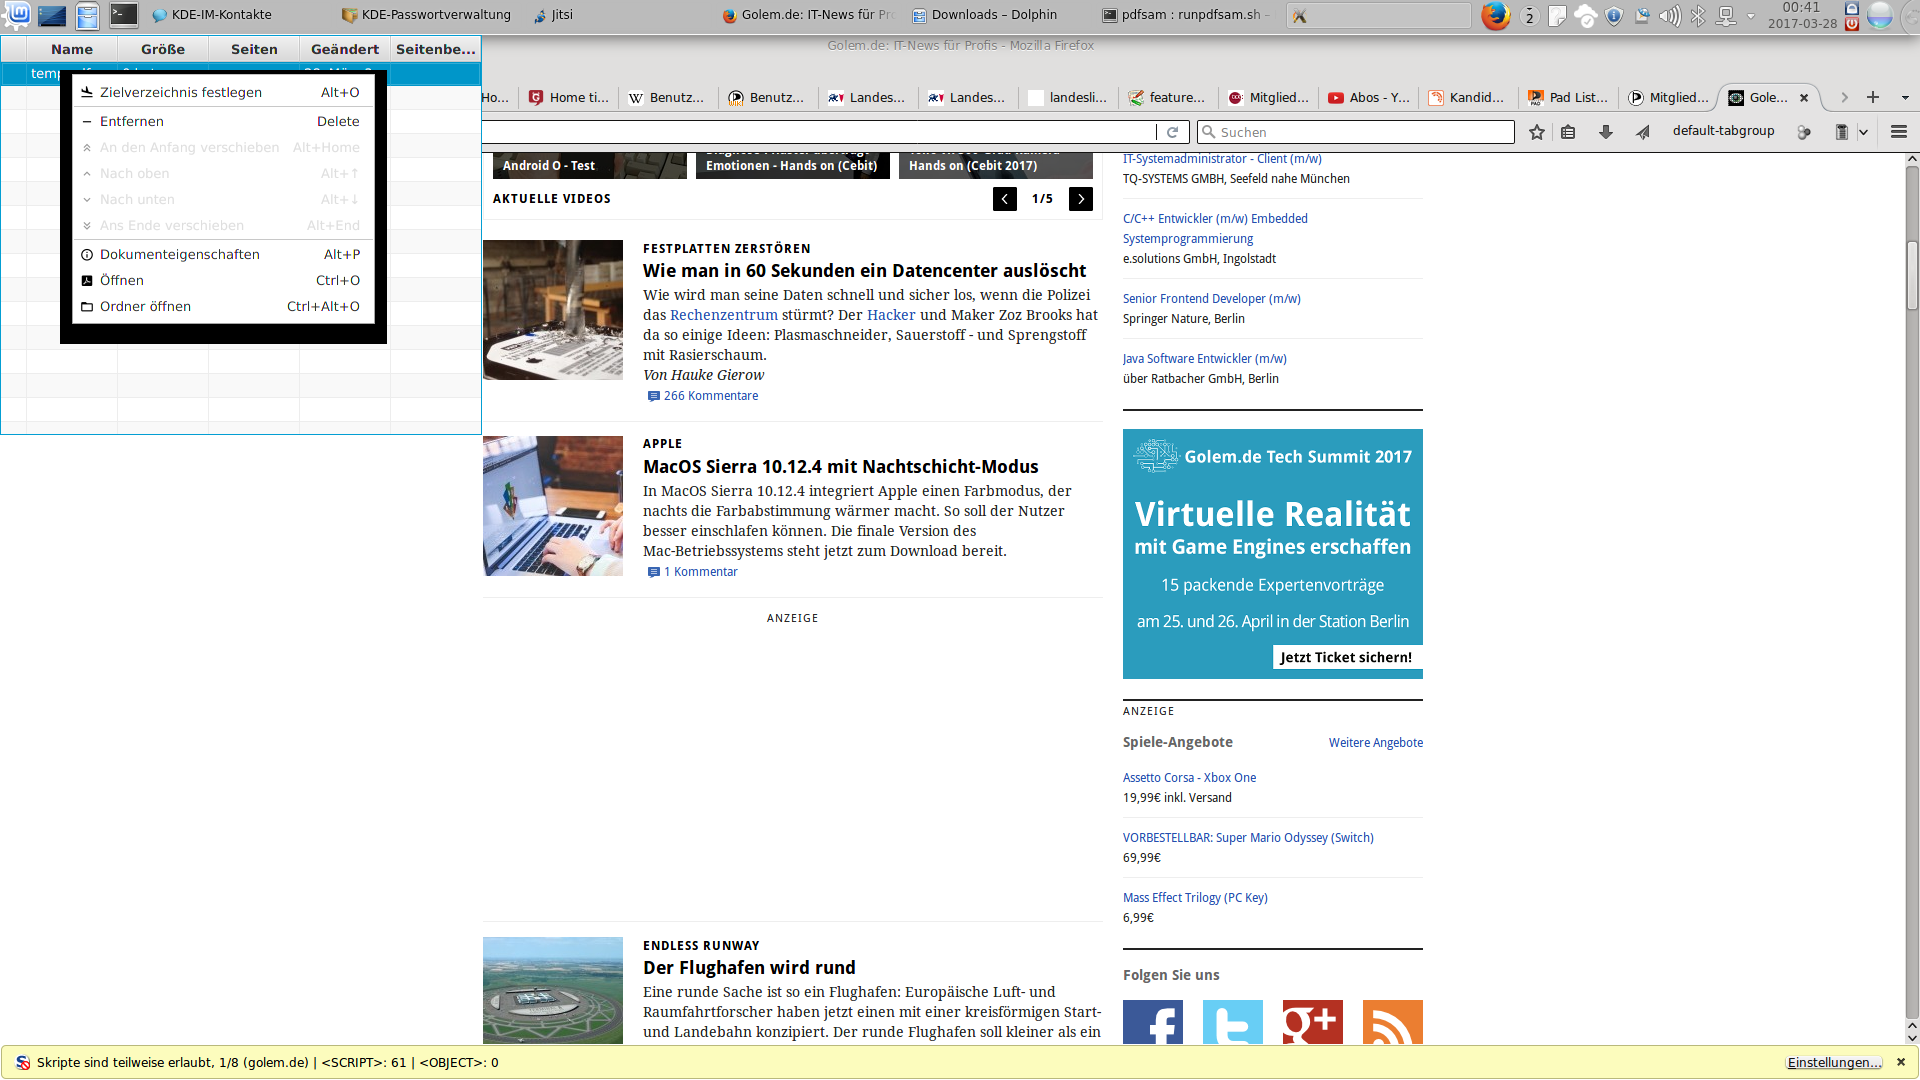 KDE-IM-Kontakte
KDE-Passwortverwaltung
Jitsi
Golem.de: IT-News für Pro
Downloads – Dolphin
pdfsam : runpdfsam.sh –
2
00:41
2017-03-28
Name Größe Seiten Geändert Seitenbe...
Golem.de: IT-News für Profis - Mozilla Firefox
Zielverzeichnis festlegen Alt+O
Entfernen Delete
An den Anfang verschieben Alt+Home
Nach oben Alt+↑
Nach unten Alt+↓
Ans Ende verschieben Alt+End
Dokumenteigenschaften Alt+P
Öffnen Ctrl+O
Ordner öffnen Ctrl+Alt+O
Ho... Home ti... Benutz... Benutz... Landes... Landes... landesli... feature... Mitglied... Abos - Y... Kandid... Pad List... Mitglied... Gole...
Suchen
default-tabgroup
Android O - Test
Emotionen - Hands on (Cebit)
Hands on (Cebit 2017)
AKTUELLE VIDEOS
1/5
FESTPLATTEN ZERSTÖREN
Wie man in 60 Sekunden ein Datencenter auslöscht
Wie wird man seine Daten schnell und sicher los, wenn die Polizei
das Rechenzentrum stürmt? Der Hacker und Maker Zoz Brooks hat
da so einige Ideen: Plasmaschneider, Sauerstoff - und Sprengstoff
mit Rasierschaum.
Von Hauke Gierow
266 Kommentare
APPLE
MacOS Sierra 10.12.4 mit Nachtschicht-Modus
In MacOS Sierra 10.12.4 integriert Apple einen Farbmodus, der
nachts die Farbabstimmung wärmer macht. So soll der Nutzer
besser einschlafen können. Die finale Version des
Mac-Betriebssystems steht jetzt zum Download bereit.
1 Kommentar
ANZEIGE
ENDLESS RUNWAY
Der Flughafen wird rund
Eine runde Sache ist so ein Flughafen: Europäische Luft- und
Raumfahrtforscher haben jetzt einen mit einer kreisförmigen Start-
und Landebahn konzipiert. Der runde Flughafen soll kleiner als ein
IT-Systemadministrator - Client (m/w)
TQ-SYSTEMS GMBH, Seefeld nahe München
C/C++ Entwickler (m/w) Embedded
Systemprogrammierung
e.solutions GmbH, Ingolstadt
Senior Frontend Developer (m/w)
Springer Nature, Berlin
Java Software Entwickler (m/w)
über Ratbacher GmbH, Berlin
Golem.de Tech Summit 2017
Virtuelle Realität
mit Game Engines erschaffen
15 packende Expertenvorträge
am 25. und 26. April in der Station Berlin
Jetzt Ticket sichern!
ANZEIGE
Spiele-Angebote Weitere Angebote
Assetto Corsa - Xbox One
19,99€ inkl. Versand
VORBESTELLBAR: Super Mario Odyssey (Switch)
69,99€
Mass Effect Trilogy (PC Key)
6,99€
Folgen Sie uns
Skripte sind teilweise erlaubt, 1/8 (golem.de) | <SCRIPT>: 61 | <OBJECT>: 0
Einstellungen...